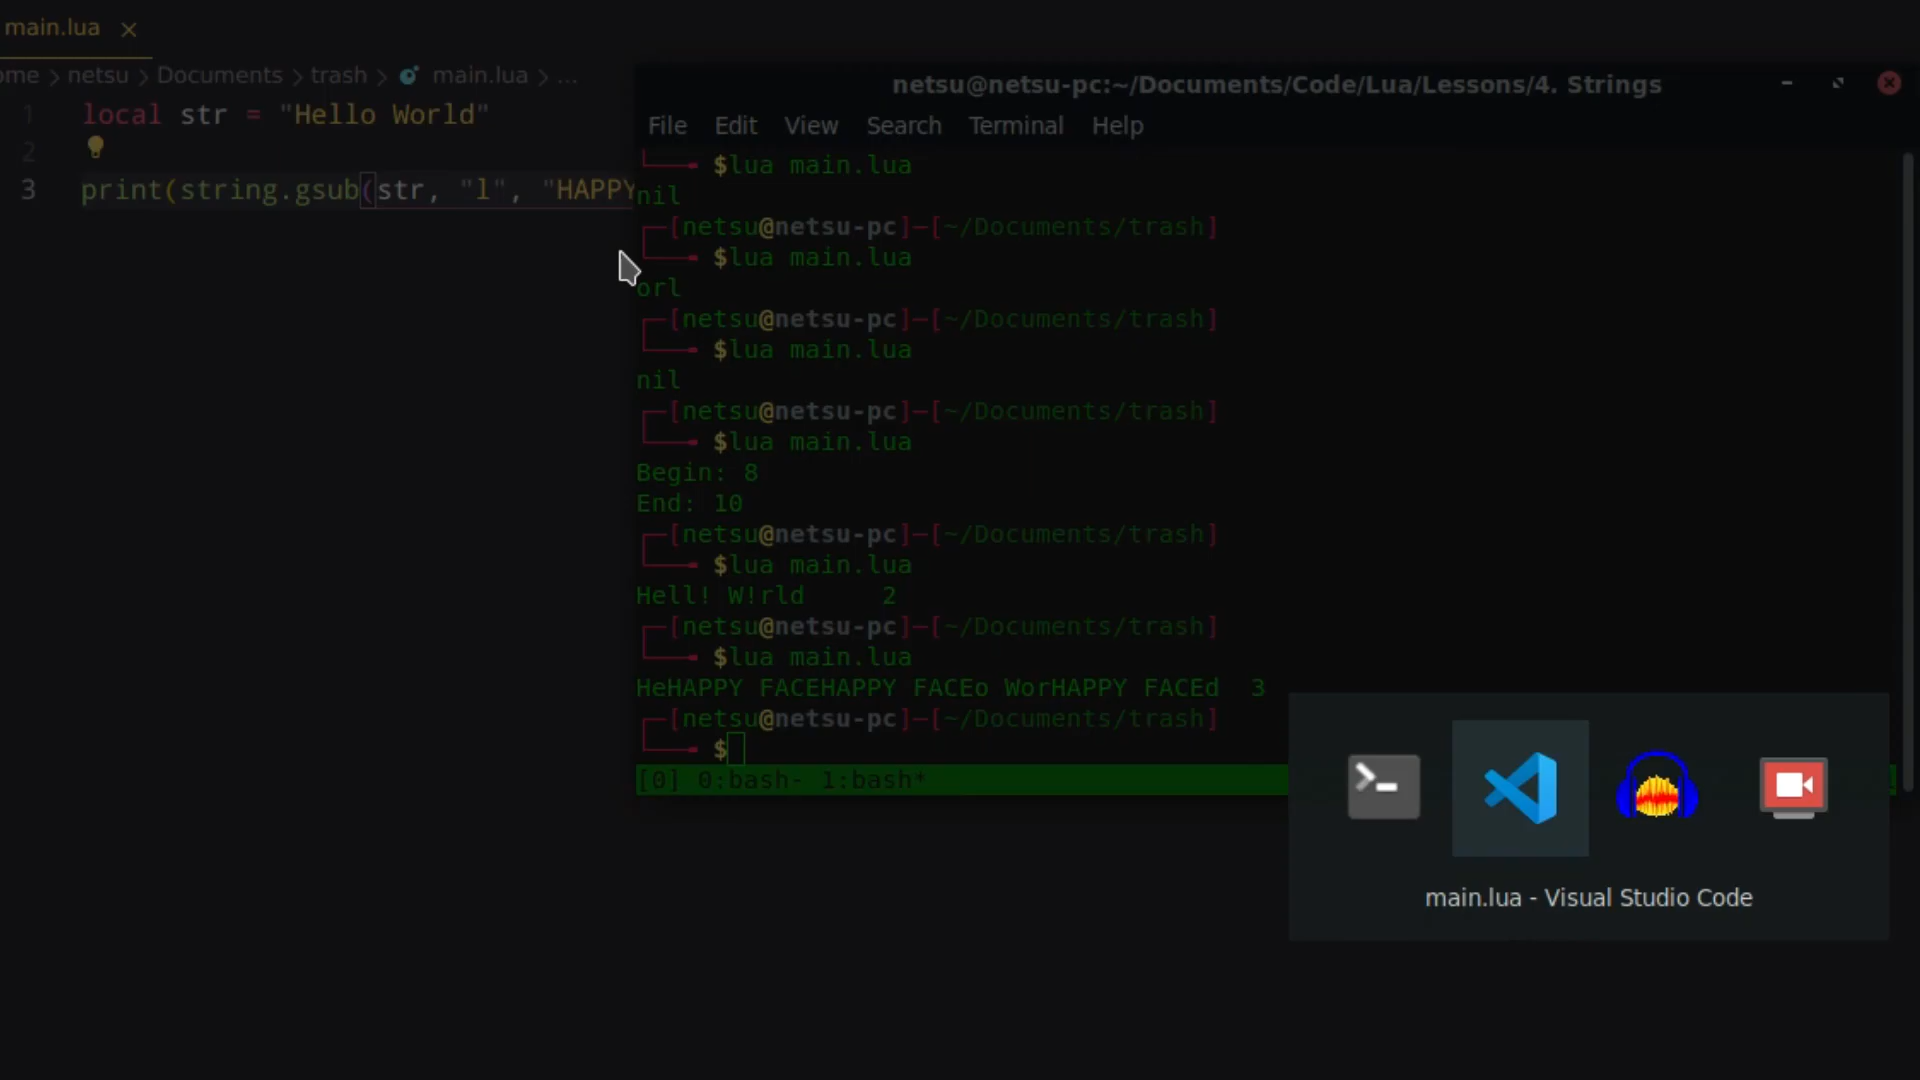 main.lua
ome > netsu > Documents > trash > main.lua > ...
1 local str = "Hello World"
2
3 print(string.gsub(str, "l", "HAPPY
netsu@netsu-pc:~/Documents/Code/Lua/Lessons/4. Strings
File Edit View Search Terminal Help
$lua main.lua
nil
[netsu@netsu-pc]-[~/Documents/trash]
$lua main.lua
orl
[netsu@netsu-pc]-[~/Documents/trash]
$lua main.lua
nil
[netsu@netsu-pc]-[~/Documents/trash]
$lua main.lua
Begin: 8
End: 10
[netsu@netsu-pc]-[~/Documents/trash]
$lua main.lua
Hell! W!rld 2
[netsu@netsu-pc]-[~/Documents/trash]
$lua main.lua
HeHAPPY FACEHAPPY FACEo WorHAPPY FACEd 3
[netsu@netsu-pc]-[~/Documents/trash]
$
[0] 0:bash- 1:bash*
main.lua - Visual Studio Code